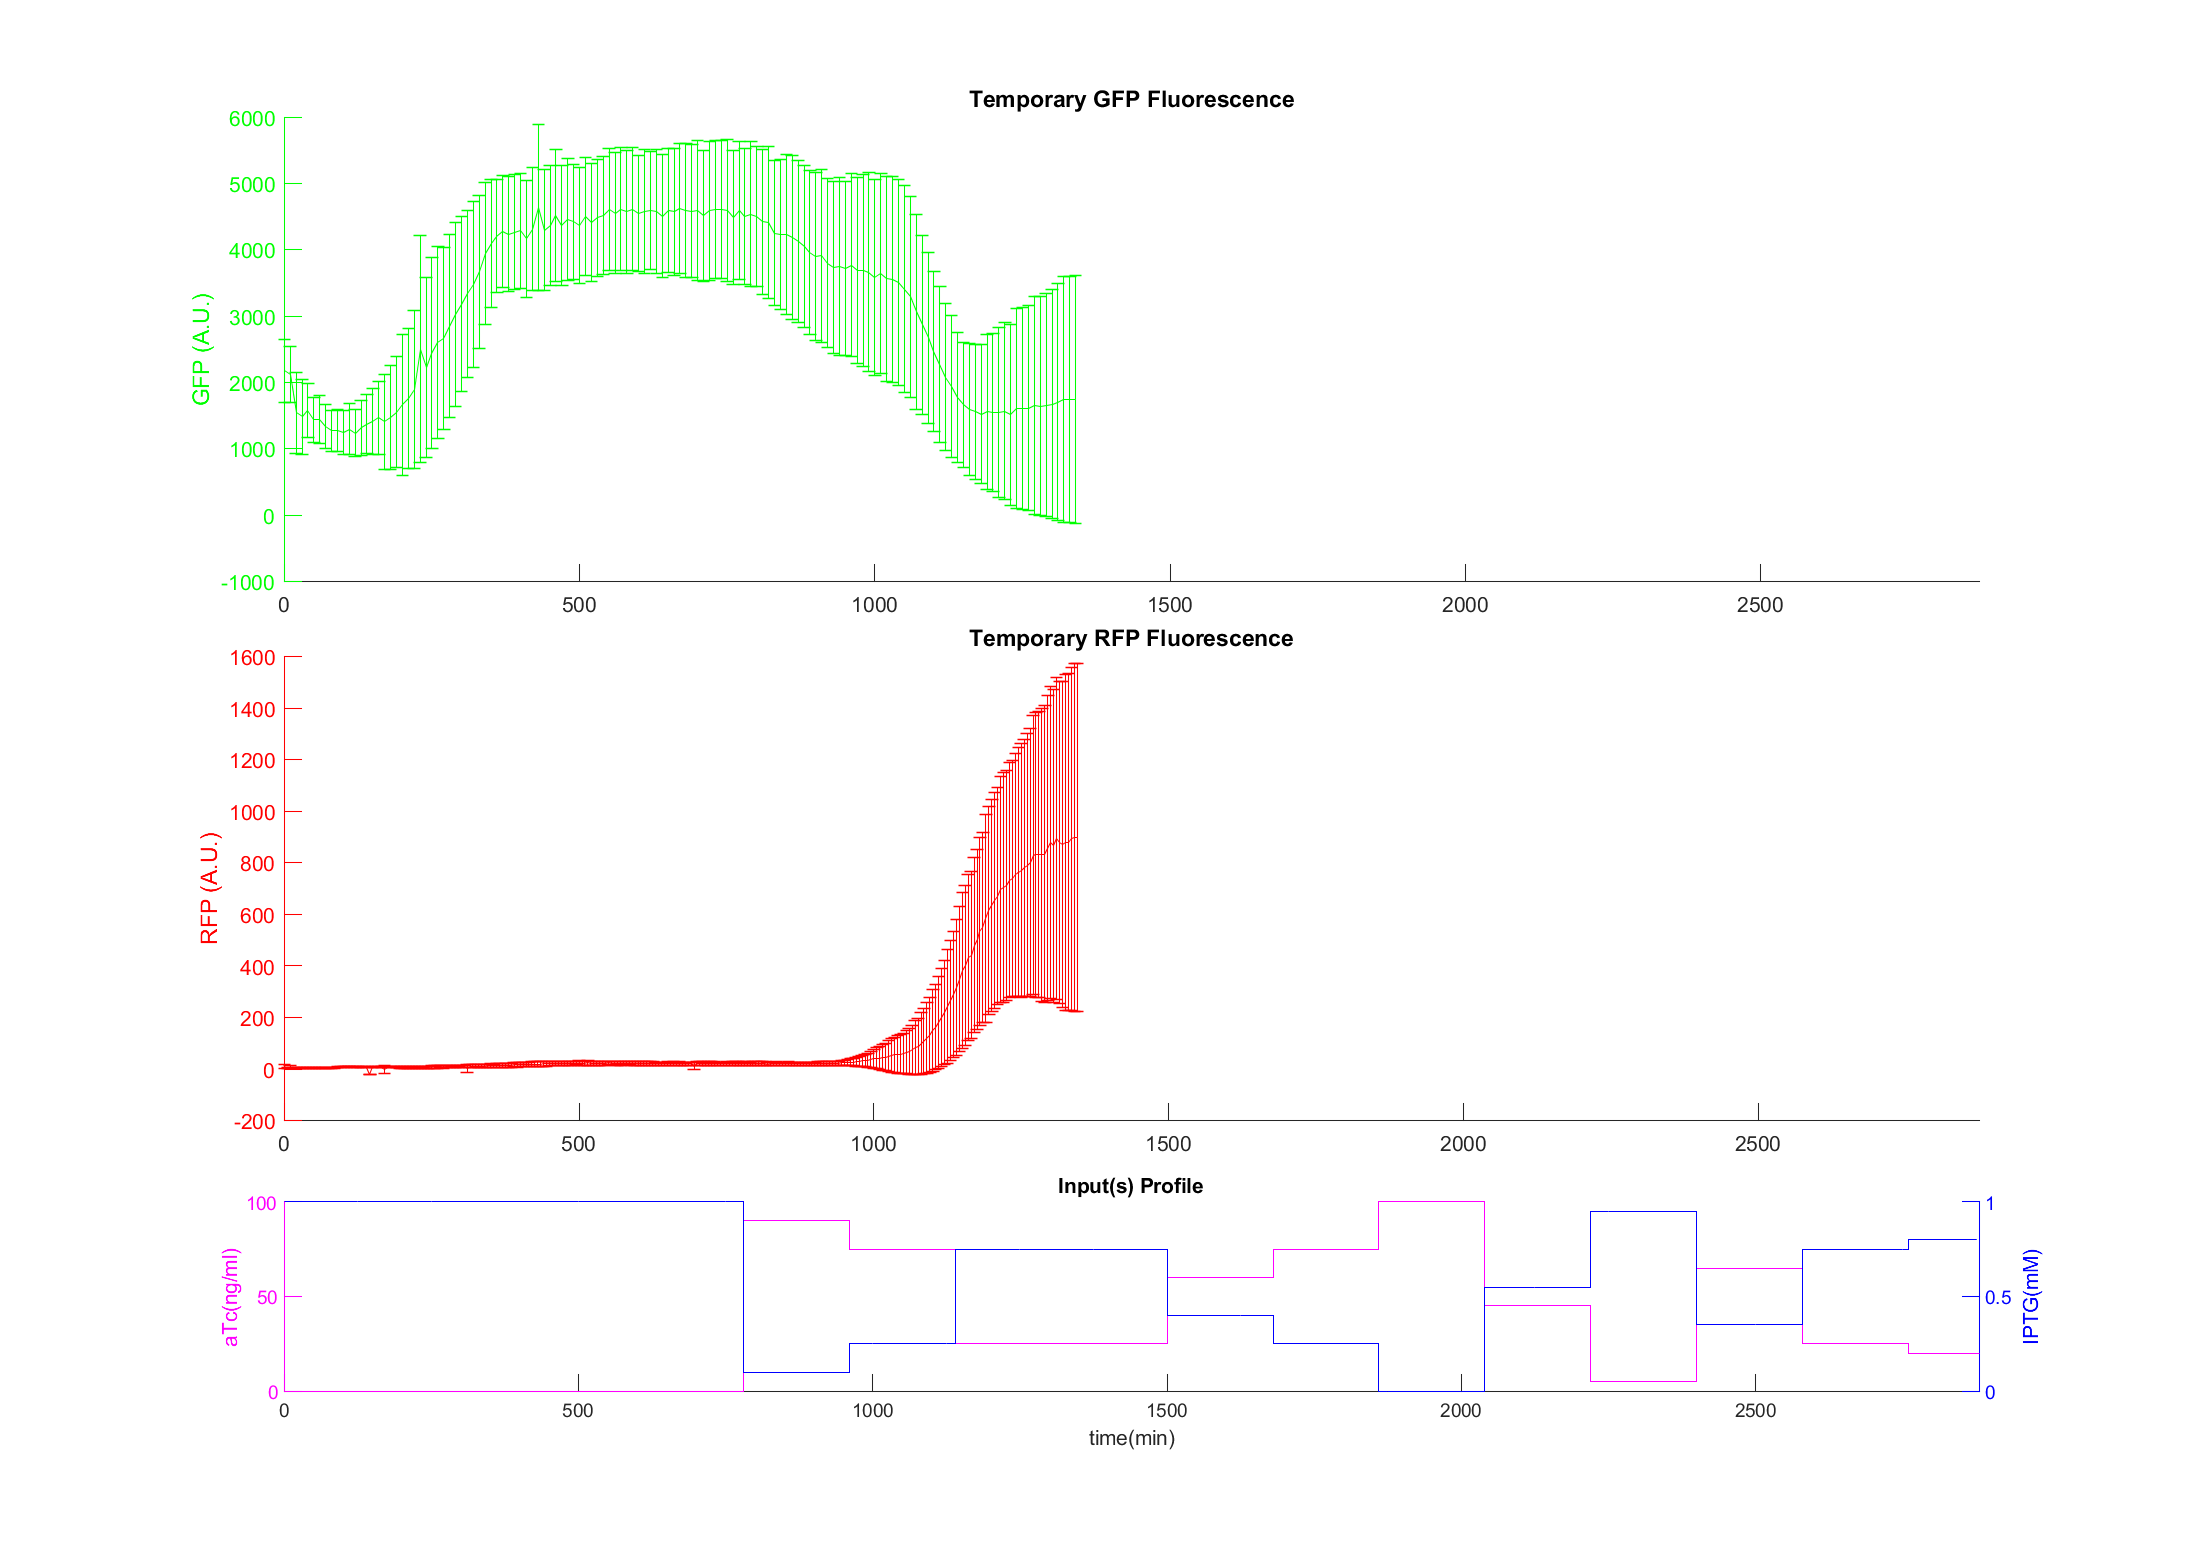 Temporary GFP Fluorescence
6000
5000
4000
3000
2000
1000
0
-1000
GFP (A.U.)
0 500 1000 1500 2000 2500
Temporary RFP Fluorescence
1600
1400
1200
1000
800
600
400
200
0
-200
RFP (A.U.)
0 500 1000 1500 2000 2500
Input(s) Profile
100
50
0
aTc(ng/ml)
1
0.5
0
IPTG(mM)
0 500 1000 1500 2000 2500
time(min)